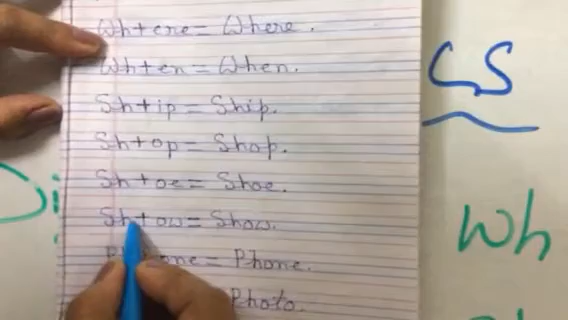 Wh+ere = Where.
Wh+en = When.
Sh+ip = Ship.
Sh+op = Shop.
Sh+oe = Shoe.
Sh+ow = Show.
= Phone.
Photo.
CS
Wh